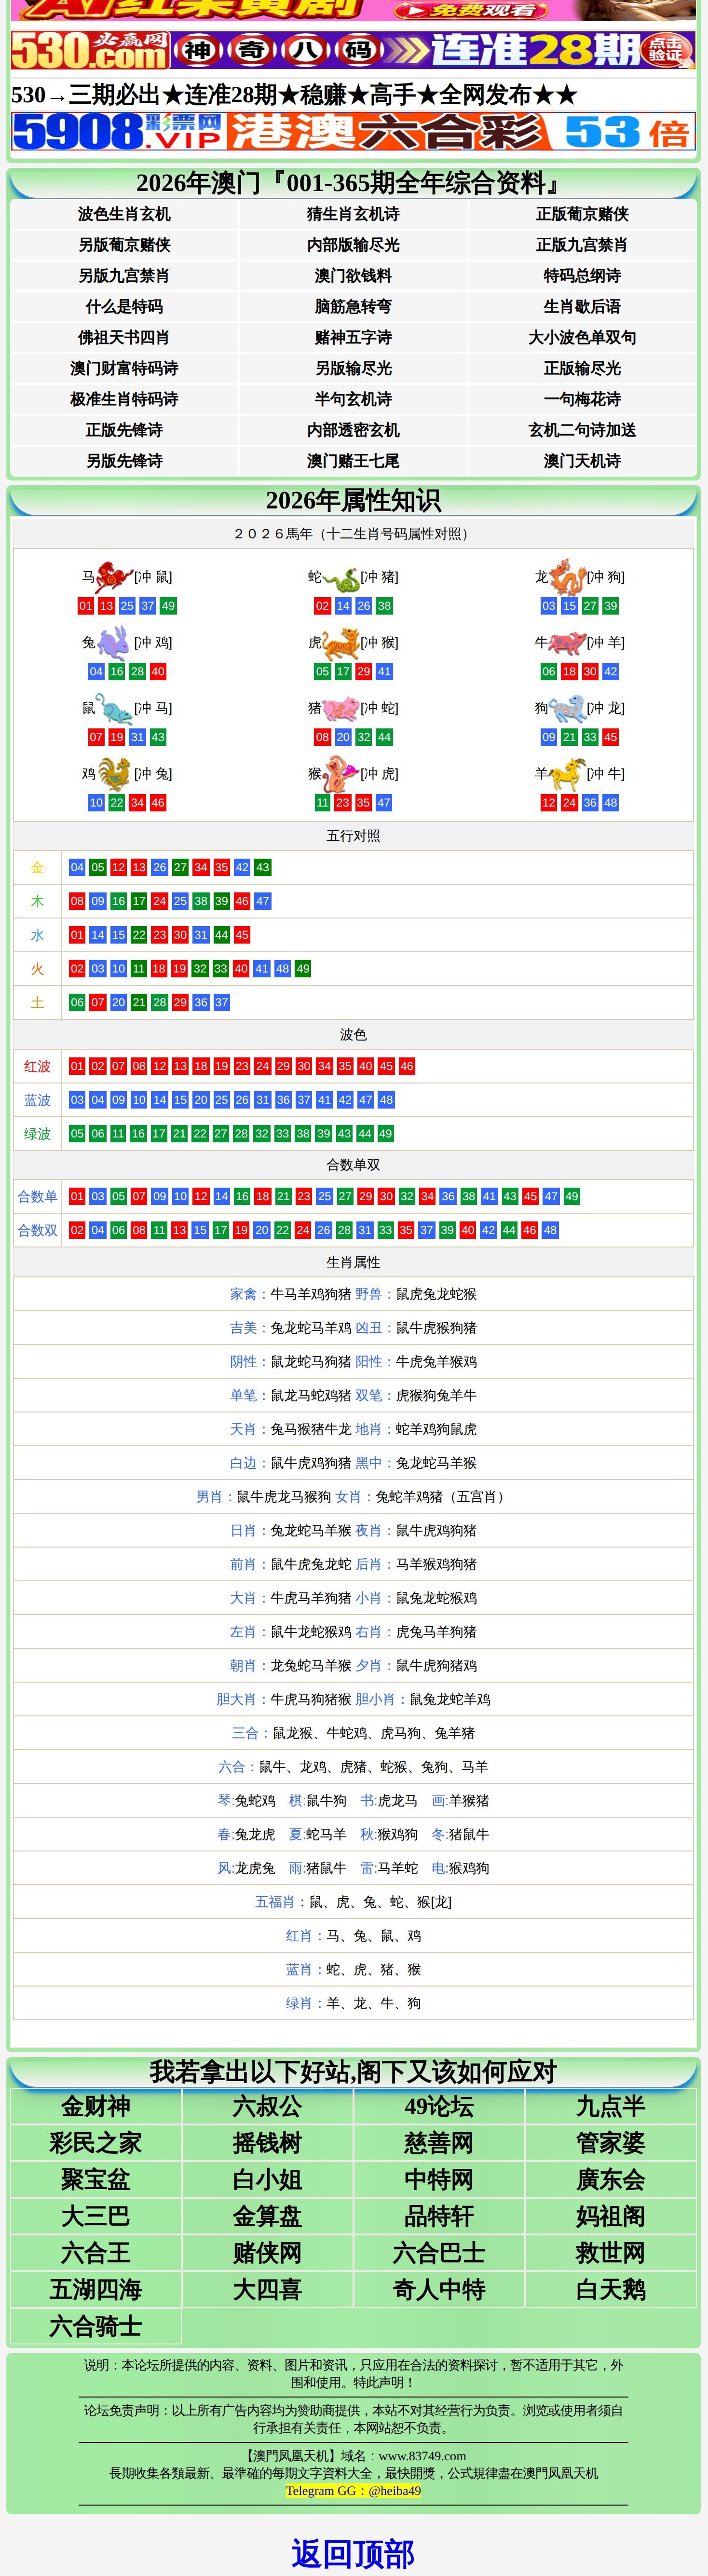 AI红果黄剧
免费观看
530.com 必赢网 神奇八码 连准28期 点击验证
530→三期必出★连准28期★稳赚★高手★全网发布★★
5908.VIP 彩票网 港澳六合彩 53倍
2026年澳门『001-365期全年综合资料』
波色生肖玄机 猜生肖玄机诗 正版葡京赌侠
另版葡京赌侠 内部版输尽光 正版九宫禁肖
另版九宫禁肖 澳门欲钱料 特码总纲诗
什么是特码 脑筋急转弯 生肖歇后语
佛祖天书四肖 赌神五字诗 大小波色单双句
澳门财富特码诗 另版输尽光 正版输尽光
极准生肖特码诗 半句玄机诗 一句梅花诗
正版先锋诗 内部透密玄机 玄机二句诗加送
另版先锋诗 澳门赌王七尾 澳门天机诗
2026年属性知识
２０２６馬年（十二生肖号码属性对照）
马[冲 鼠] 蛇[冲 猪] 龙[冲 狗]
01 13 25 37 49 02 14 26 38 03 15 27 39
兔[冲 鸡] 虎[冲 猴] 牛[冲 羊]
04 16 28 40 05 17 29 41 06 18 30 42
鼠[冲 马] 猪[冲 蛇] 狗[冲 龙]
07 19 31 43 08 20 32 44 09 21 33 45
鸡[冲 兔] 猴[冲 虎] 羊[冲 牛]
10 22 34 46 11 23 35 47 12 24 36 48
五行对照
金 04 05 12 13 26 27 34 35 42 43
木 08 09 16 17 24 25 38 39 46 47
水 01 14 15 22 23 30 31 44 45
火 02 03 10 11 18 19 32 33 40 41 48 49
土 06 07 20 21 28 29 36 37
波色
红波 01 02 07 08 12 13 18 19 23 24 29 30 34 35 40 45 46
蓝波 03 04 09 10 14 15 20 25 26 31 36 37 41 42 47 48
绿波 05 06 11 16 17 21 22 27 28 32 33 38 39 43 44 49
合数单双
合数单 01 03 05 07 09 10 12 14 16 18 21 23 25 27 29 30 32 34 36 38 41 43 45 47 49
合数双 02 04 06 08 11 13 15 17 19 20 22 24 26 28 31 33 35 37 39 40 42 44 46 48
生肖属性
家禽：牛马羊鸡狗猪 野兽：鼠虎兔龙蛇猴
吉美：兔龙蛇马羊鸡 凶丑：鼠牛虎猴狗猪
阴性：鼠龙蛇马狗猪 阳性：牛虎兔羊猴鸡
单笔：鼠龙马蛇鸡猪 双笔：虎猴狗兔羊牛
天肖：兔马猴猪牛龙 地肖：蛇羊鸡狗鼠虎
白边：鼠牛虎鸡狗猪 黑中：兔龙蛇马羊猴
男肖：鼠牛虎龙马猴狗 女肖：兔蛇羊鸡猪（五宫肖）
日肖：兔龙蛇马羊猴 夜肖：鼠牛虎鸡狗猪
前肖：鼠牛虎兔龙蛇 后肖：马羊猴鸡狗猪
大肖：牛虎马羊狗猪 小肖：鼠兔龙蛇猴鸡
左肖：鼠牛龙蛇猴鸡 右肖：虎兔马羊狗猪
朝肖：龙兔蛇马羊猴 夕肖：鼠牛虎狗猪鸡
胆大肖：牛虎马狗猪猴 胆小肖：鼠兔龙蛇羊鸡
三合：鼠龙猴、牛蛇鸡、虎马狗、兔羊猪
六合：鼠牛、龙鸡、虎猪、蛇猴、兔狗、马羊
琴:兔蛇鸡 棋:鼠牛狗 书:虎龙马 画:羊猴猪
春:兔龙虎 夏:蛇马羊 秋:猴鸡狗 冬:猪鼠牛
风:龙虎兔 雨:猪鼠牛 雷:马羊蛇 电:猴鸡狗
五福肖：鼠、虎、兔、蛇、猴[龙]
红肖：马、兔、鼠、鸡
蓝肖：蛇、虎、猪、猴
绿肖：羊、龙、牛、狗
我若拿出以下好站,阁下又该如何应对
金财神 六叔公 49论坛 九点半
彩民之家 摇钱树 慈善网 管家婆
聚宝盆 白小姐 中特网 廣东会
大三巴 金算盘 品特轩 妈祖阁
六合王 赌侠网 六合巴士 救世网
五湖四海 大四喜 奇人中特 白天鹅
六合骑士
说明：本论坛所提供的内容、资料、图片和资讯，只应用在合法的资料探讨，暂不适用于其它，外
围和使用。特此声明！
论坛免责声明：以上所有广告内容均为赞助商提供，本站不对其经营行为负责。浏览或使用者须自
行承担有关责任，本网站恕不负责。
【澳門凤凰天机】域名：www.83749.com
長期收集各類最新、最準確的每期文字資料大全，最快開獎，公式規律盡在澳門凤凰天机
Telegram GG：@heiba49
返回顶部